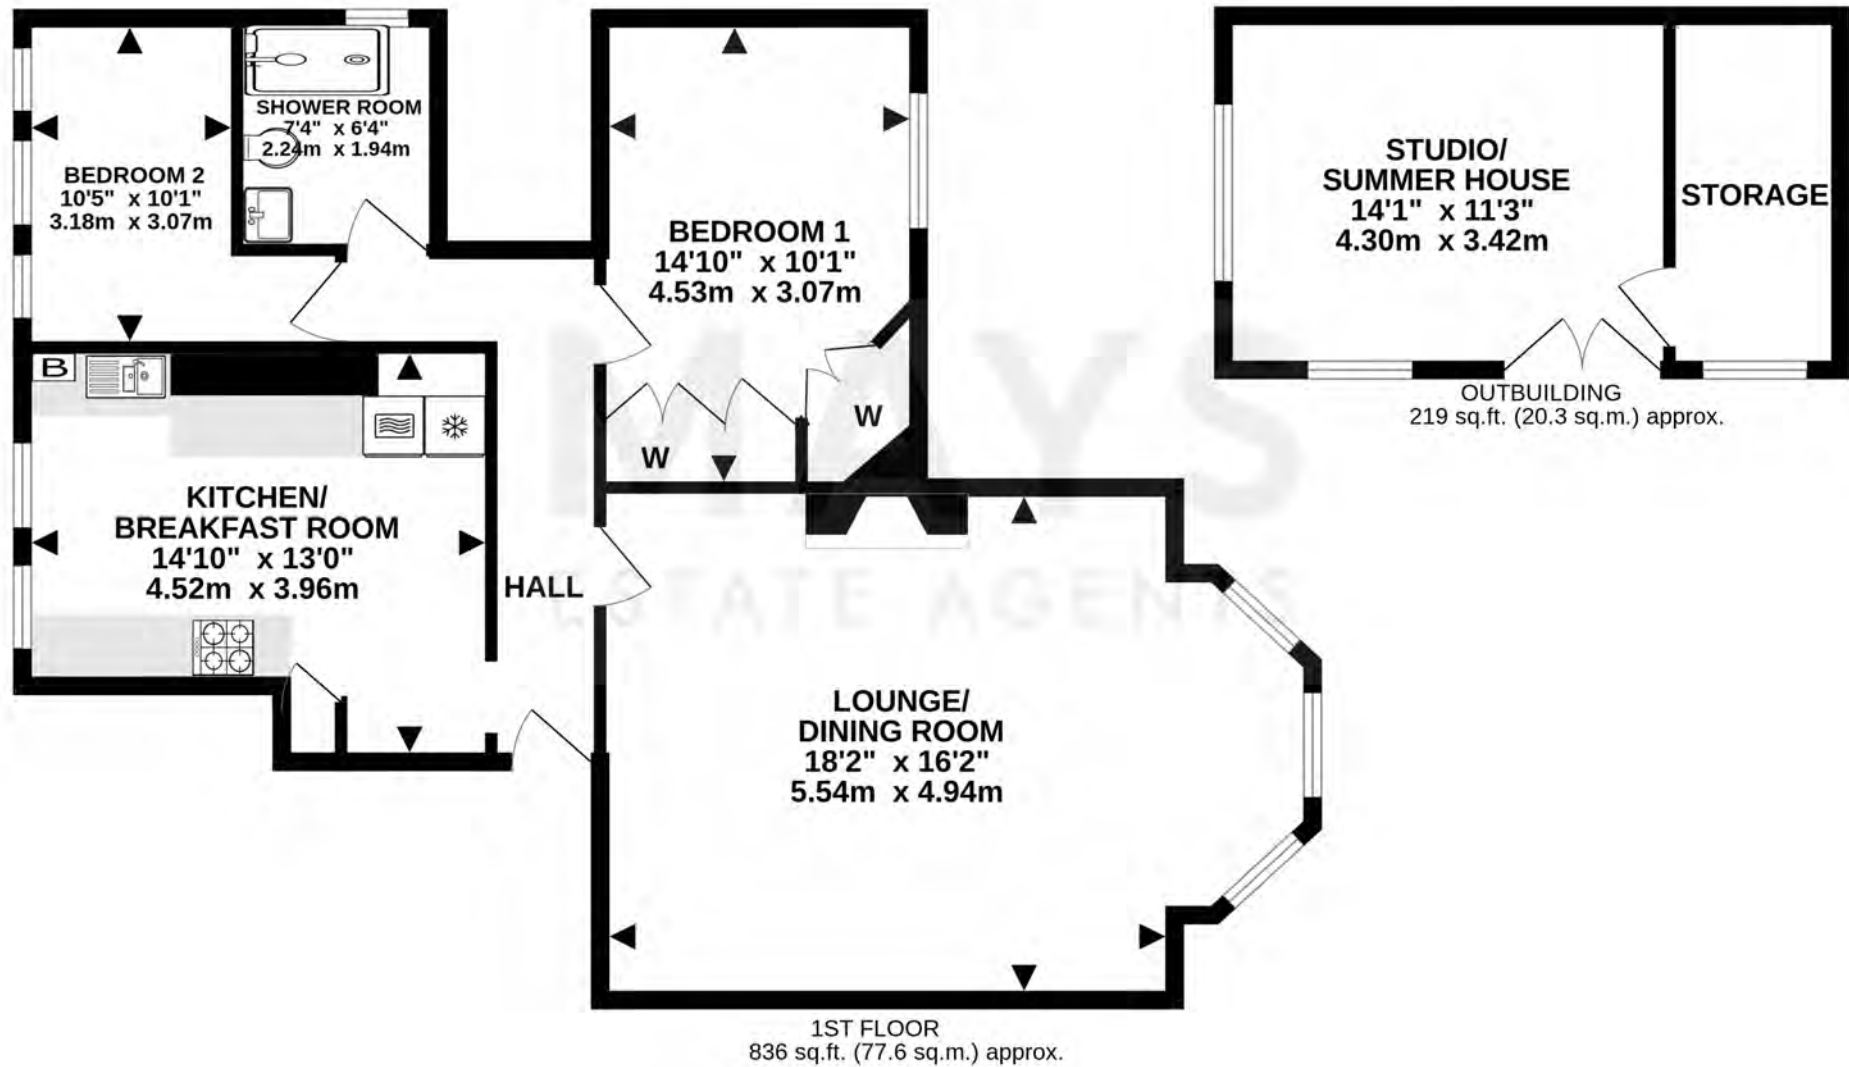 SHOWER ROOM
7'4" x 6'4"
2.24m x 1.94m
BEDROOM 2
10'5" x 10'1"
3.18m x 3.07m
BEDROOM 1
14'10" x 10'1"
4.53m x 3.07m
STUDIO/
SUMMER HOUSE
14'1" x 11'3"
4.30m x 3.42m
STORAGE
OUTBUILDING
219 sq.ft. (20.3 sq.m.) approx.
B
W
W
KITCHEN/
BREAKFAST ROOM
14'10" x 13'0"
4.52m x 3.96m
HALL
MAYS
ESTATE AGENTS
LOUNGE/
DINING ROOM
18'2" x 16'2"
5.54m x 4.94m
1ST FLOOR
836 sq.ft. (77.6 sq.m.) approx.